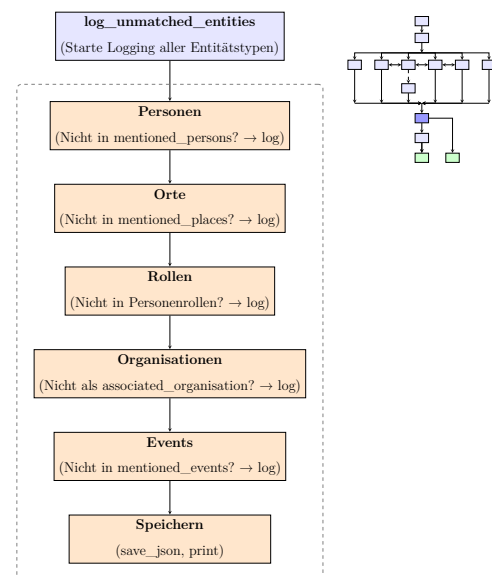 log_unmatched_entities
(Starte Logging aller Entitätstypen)
Personen
(Nicht in mentioned_persons? → log)
Orte
(Nicht in mentioned_places? → log)
Rollen
(Nicht in Personenrollen? → log)
Organisationen
(Nicht als associated_organisation? → log)
Events
(Nicht in mentioned_events? → log)
Speichern
(save_json, print)